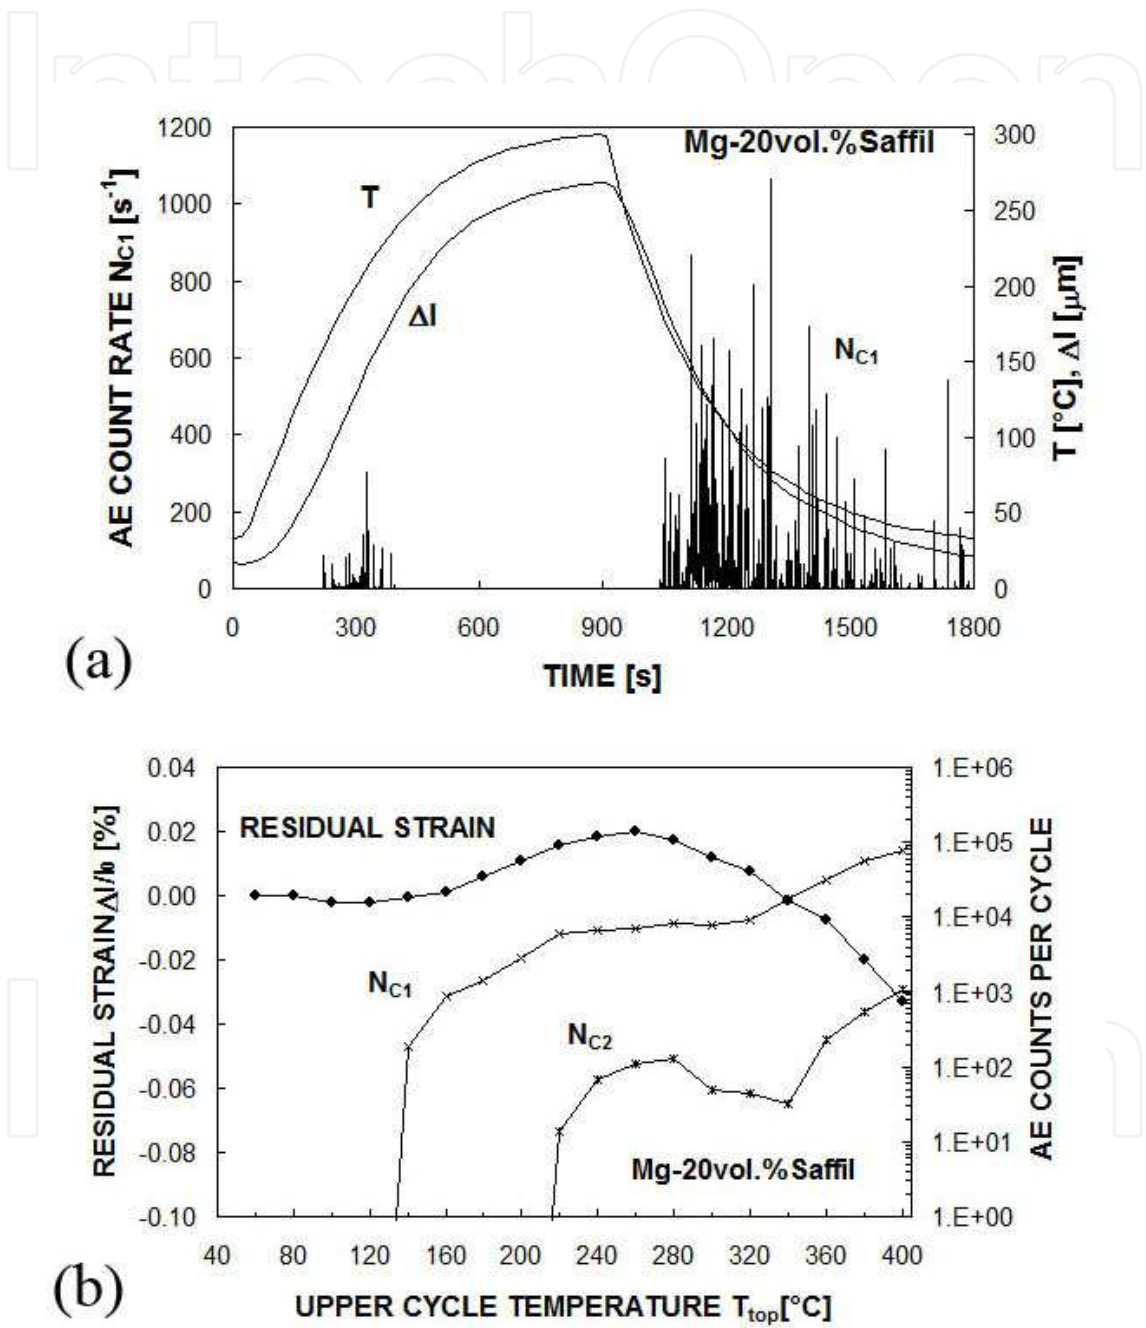 IntechOpen
Mg-20vol.%Saffil
T
Δl
N_C1
1200
1000
800
600
400
200
0
AE COUNT RATE N_C1 [s⁻¹]
300
250
200
150
100
50
0
T [°C], Δl [μm]
0 300 600 900 1200 1500 1800
TIME [s]
(a)
RESIDUAL STRAIN
N_C1
N_C2
Mg-20vol.%Saffil
0.04
0.02
0.00
-0.02
-0.04
-0.06
-0.08
-0.10
RESIDUAL STRAIN Δl/l₀ [%]
1.E+06
1.E+05
1.E+04
1.E+03
1.E+02
1.E+01
1.E+00
AE COUNTS PER CYCLE
40 80 120 160 200 240 280 320 360 400
UPPER CYCLE TEMPERATURE T_top[°C]
(b)